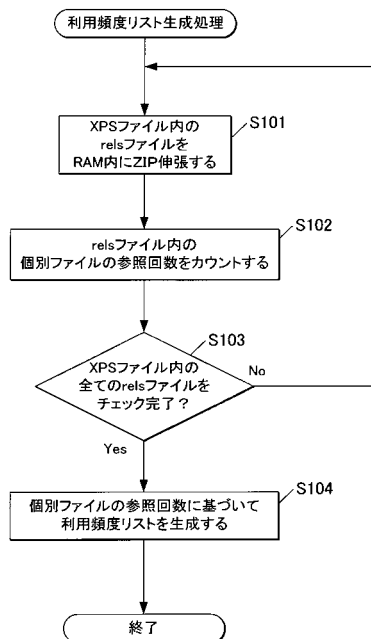 利用頻度リスト生成処理
S101
XPSファイル内の
relsファイルを
RAM内にZIP伸張する
S102
relsファイル内の
個別ファイルの参照回数をカウントする
S103
XPSファイル内の
全てのrelsファイルを
チェック完了?
No
Yes
S104
個別ファイルの参照回数に基づいて
利用頻度リストを生成する
終了